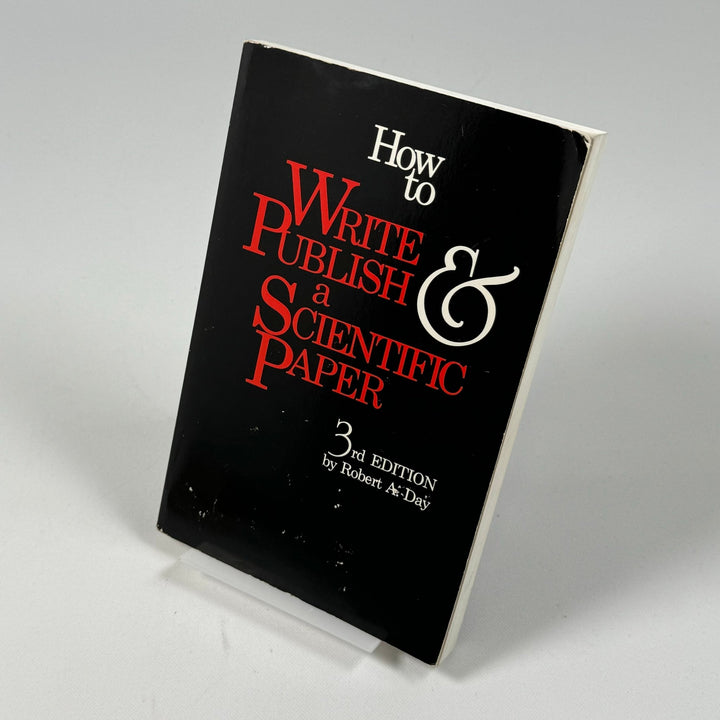 How
to
WRITE
PUBLISH &
a
SCIENTIFIC
PAPER
3rd EDITION
by Robert A. Day